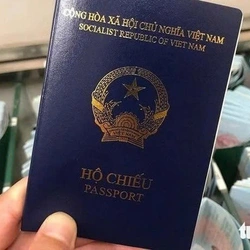 CỘNG HÒA XÃ HỘI CHỦ NGHĨA VIỆT NAM
SOCIALIST REPUBLIC OF VIET NAM
HỘ CHIẾU
PASSPORT